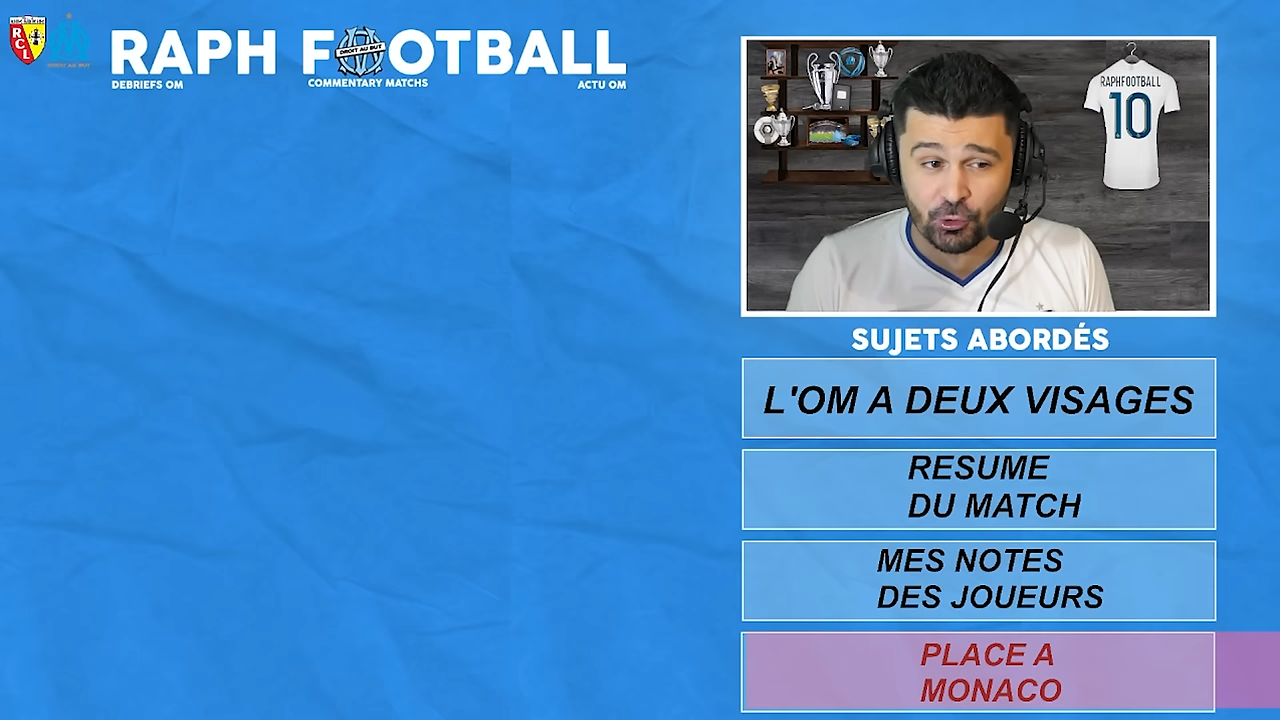 RCL
RAPH FOOTBALL
DROIT AU BUT
DEBRIEFS OM
COMMENTARY MATCHS
ACTU OM
RAPHFOOTBALL
10
SUJETS ABORDÉS
L'OM A DEUX VISAGES
RESUME
DU MATCH
MES NOTES
DES JOUEURS
PLACE A
MONACO